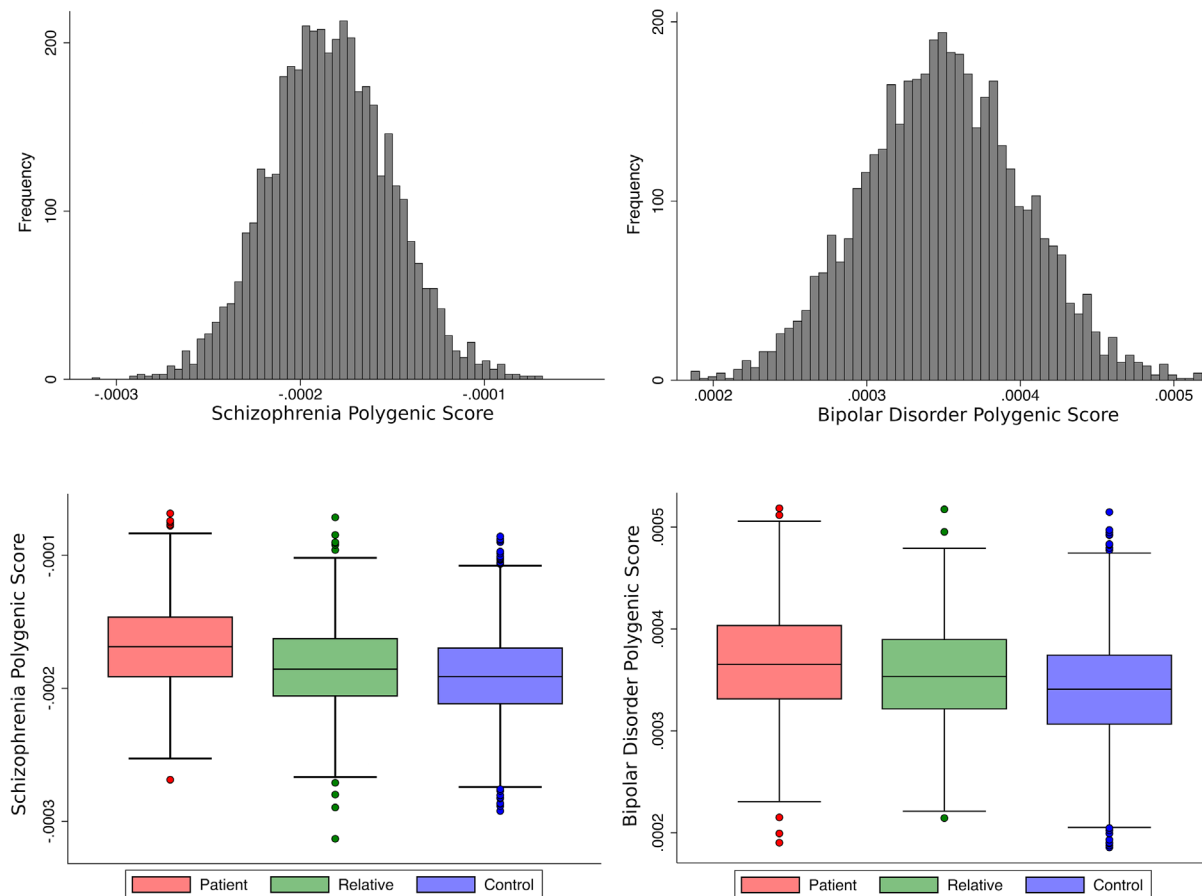 Frequency
200
100
0
-.0003
-.0002
-.0001
Schizophrenia Polygenic Score
Frequency
200
100
0
.0002
.0003
.0004
.0005
Bipolar Disorder Polygenic Score
Schizophrenia Polygenic Score
-.0001
-.0002
-.0003
Patient
Relative
Control
Bipolar Disorder Polygenic Score
.0005
.0004
.0003
.0002
Patient
Relative
Control